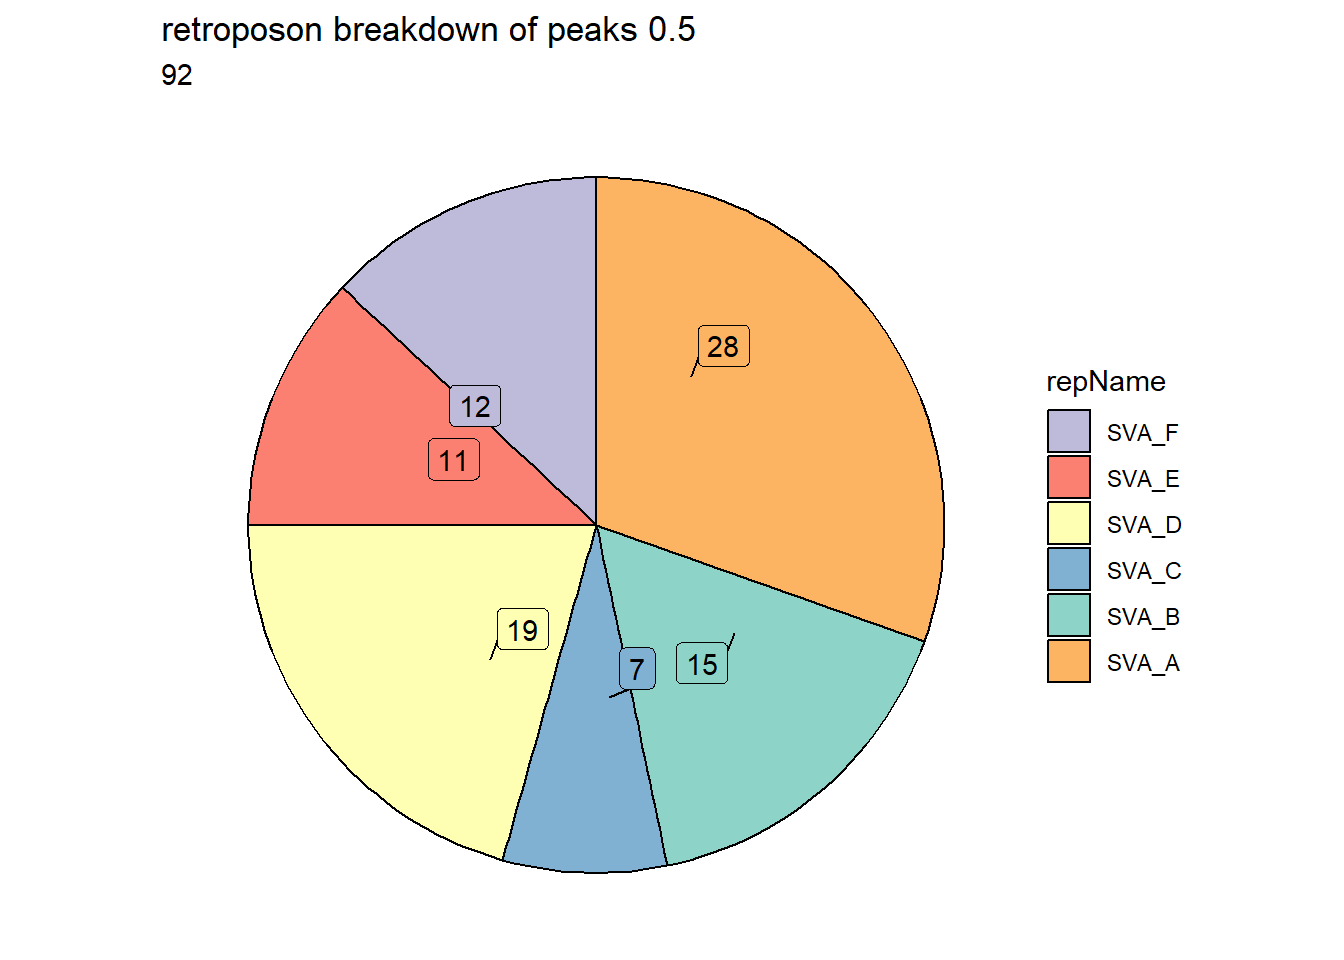 retroposon breakdown of peaks 0.5
92
28
12
11
19
7
15
repName
SVA_F
SVA_E
SVA_D
SVA_C
SVA_B
SVA_A